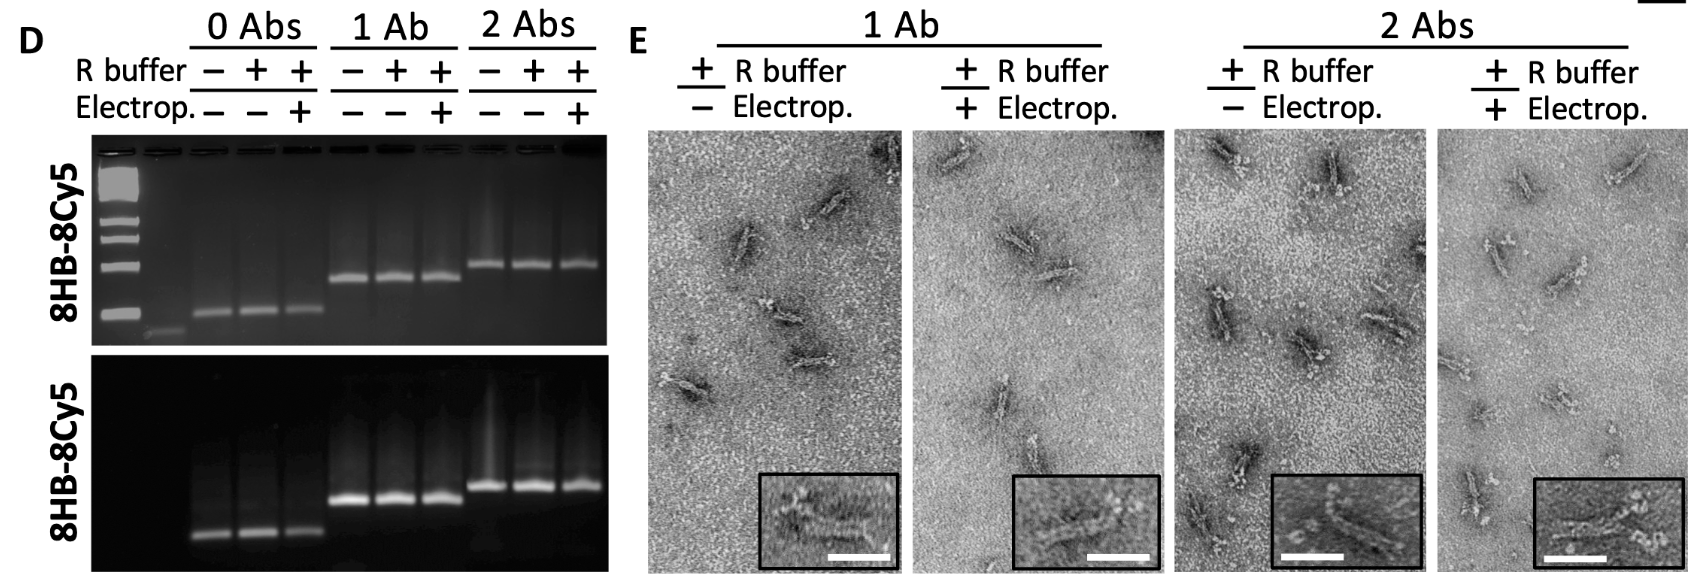 D
0 Abs 1 Ab 2 Abs
R buffer − + + − + + − + +
Electrop. − − + − − + − − +
8HB-8Cy5
8HB-8Cy5
E
1 Ab
2 Abs
+ R buffer
− Electrop.
+ R buffer
+ Electrop.
+ R buffer
− Electrop.
+ R buffer
+ Electrop.